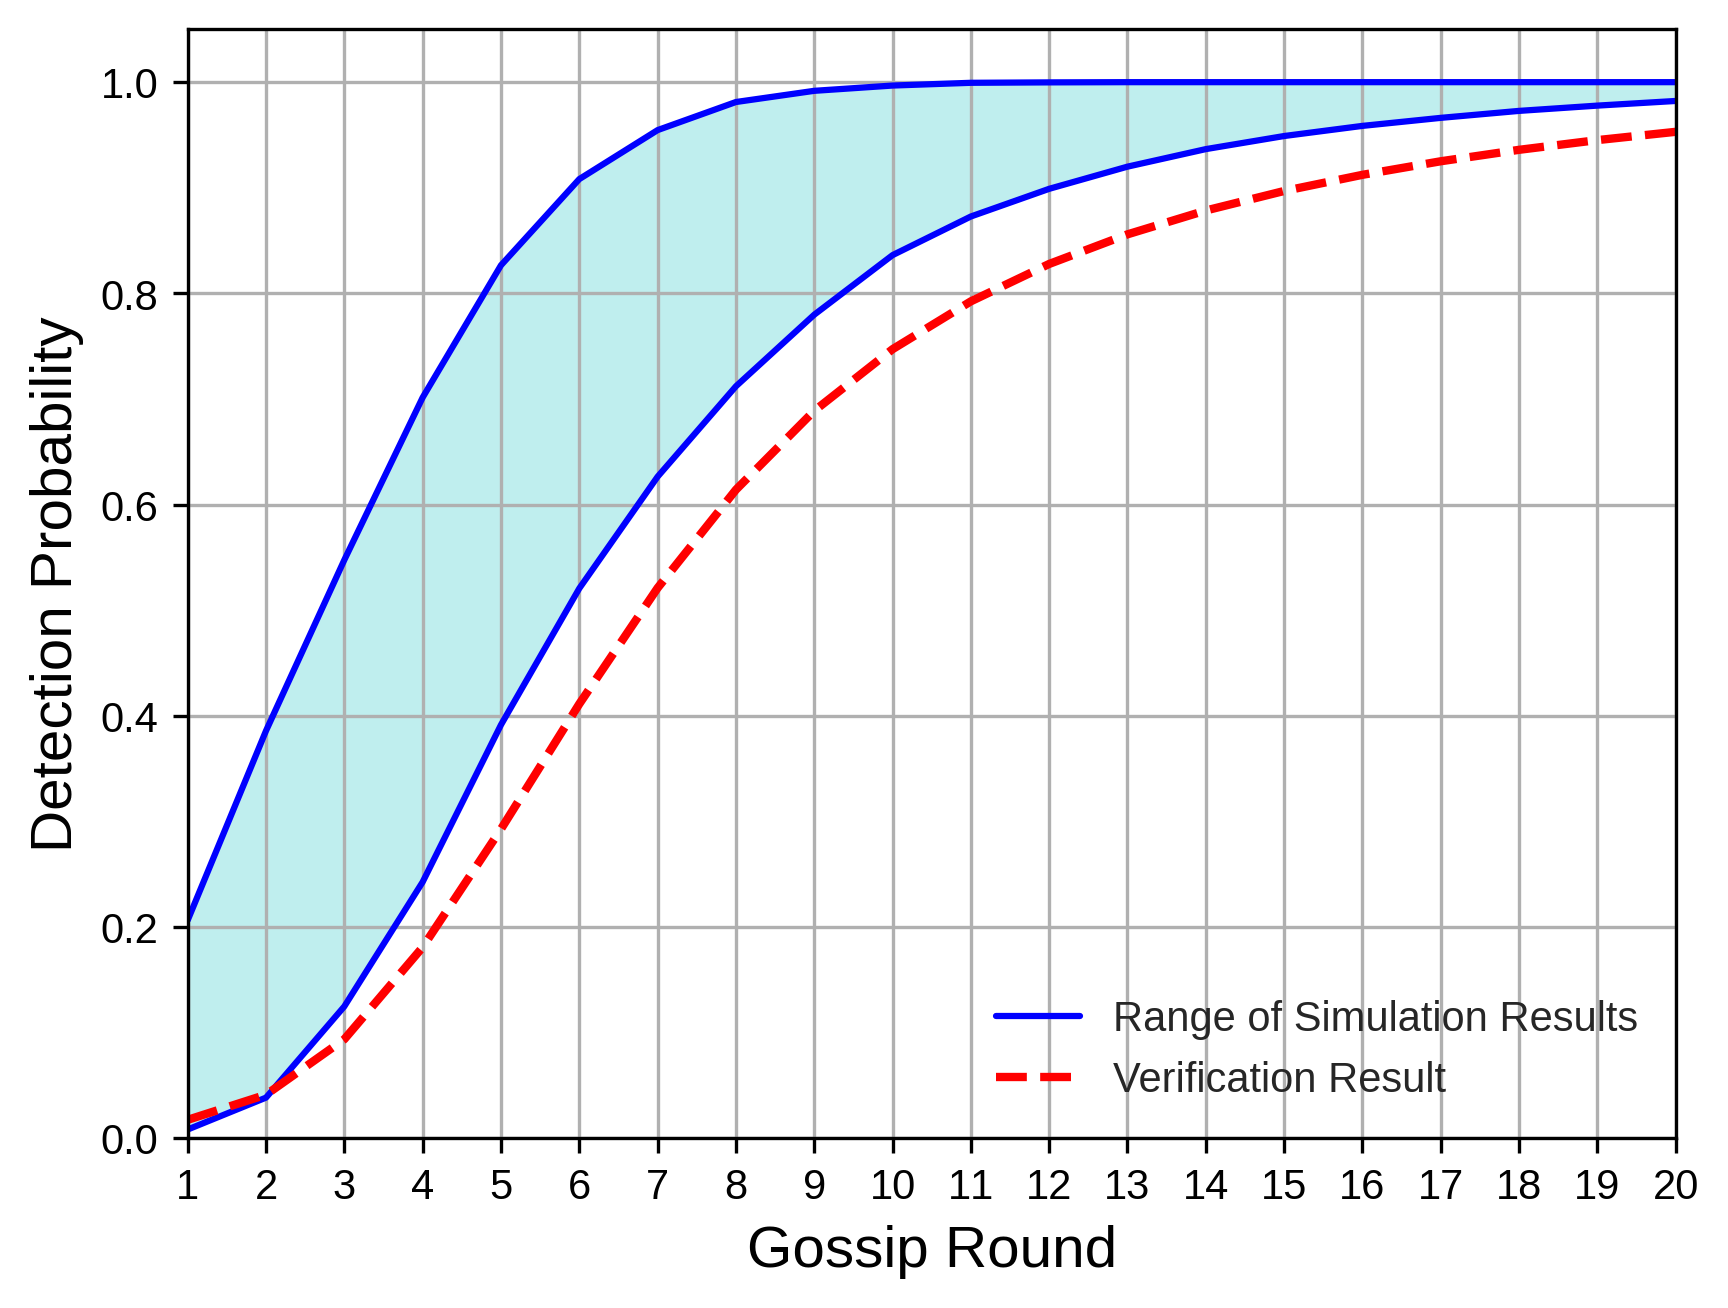 1.0
0.8
0.6
0.4
0.2
0.0
Detection Probability
Range of Simulation Results
Verification Result
1 2 3 4 5 6 7 8 9 10 11 12 13 14 15 16 17 18 19 20
Gossip Round